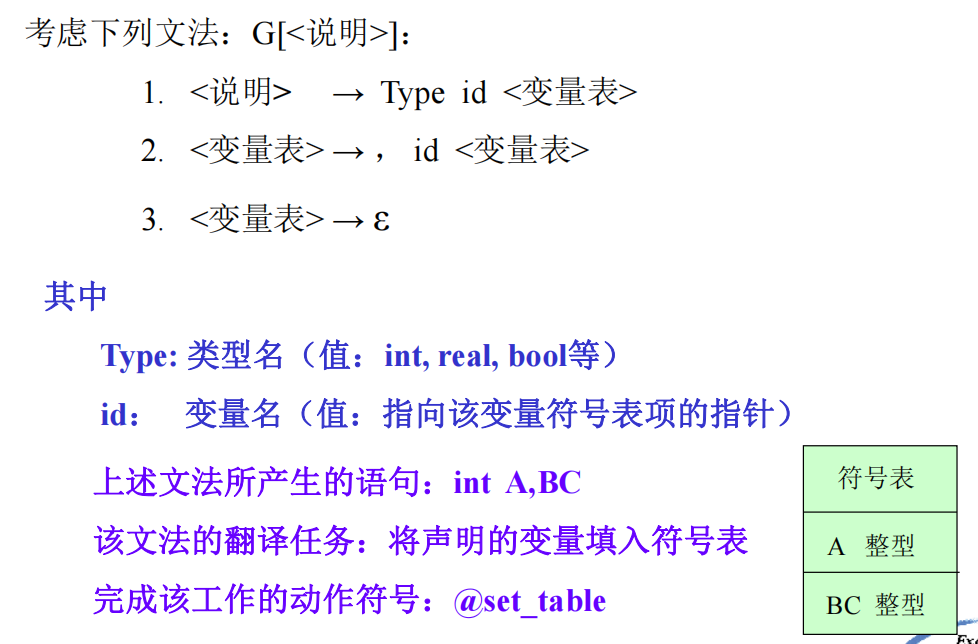 考虑下列文法：G[<说明>]：
1. <说明> → Type id <变量表>
2. <变量表> → ， id <变量表>
3. <变量表> → ε
其中
Type: 类型名（值：int, real, bool等）
id： 变量名（值：指向该变量符号表项的指针）
上述文法所产生的语句：int A,BC
该文法的翻译任务：将声明的变量填入符号表
完成该工作的动作符号：@set_table
符号表
A 整型
BC 整型